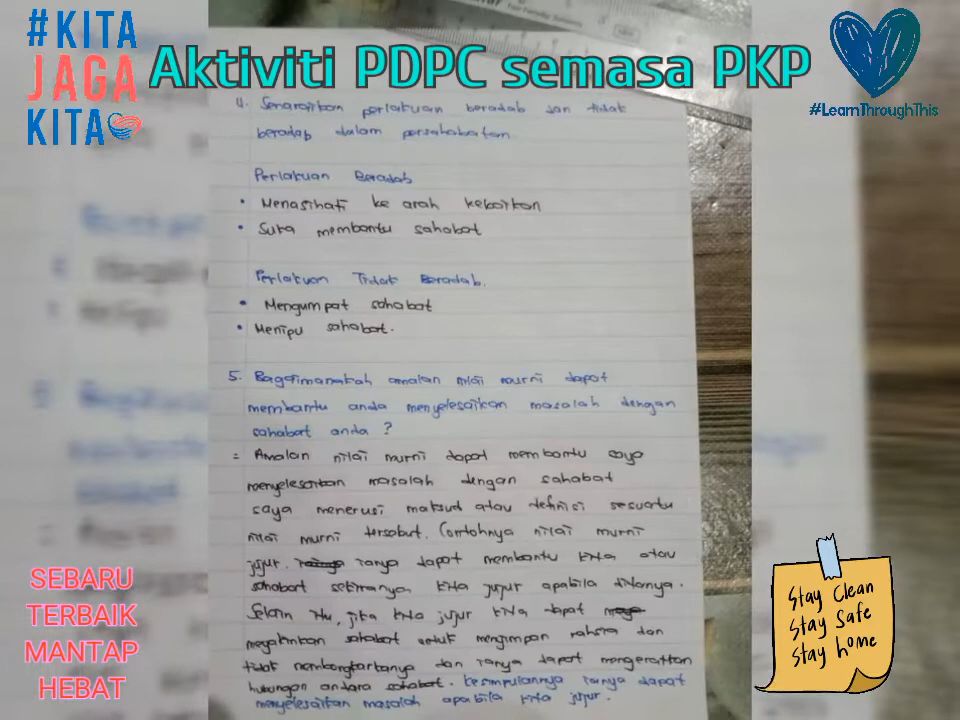 #KITA
JAGA
KITA
Aktiviti PDPC semasa PKP
#LearnThroughThis
4. Senaraikan perlakuan beradab dan tidak
beradab dalam persahabatan.
Perlakuan Beradab
• Menasihati ke arah kebaikan
• Suka membantu sahabat
Perlakuan Tidak Beradab.
• Mengumpat sahabat
• Menipu sahabat.
5. Bagaimanakah amalan nilai murni dapat
membantu anda menyelesaikan masalah dengan
sahabat anda ?
= Amalan nilai murni dapat membantu saya
menyelesaikan masalah dengan sahabat
saya menerusi maksud atau definisi sesuatu
nilai murni tersebut. Contohnya nilai murni
jujur. ianya dapat membantu kita atau
sahabat sekiranya kita jujur apabila ditanya.
Selain itu, jika kita jujur kita dapat
meyakinkan sahabat untuk menyimpan rahsia dan
tidak membongkarkanya dan ianya dapat mengeratkan
hubungan antara sahabat. Kesimpulannya ianya dapat
menyelesaikan masalah apabila kita jujur.
SEBARU
TERBAIK
MANTAP
HEBAT
Stay Clean
Stay Safe
Stay home